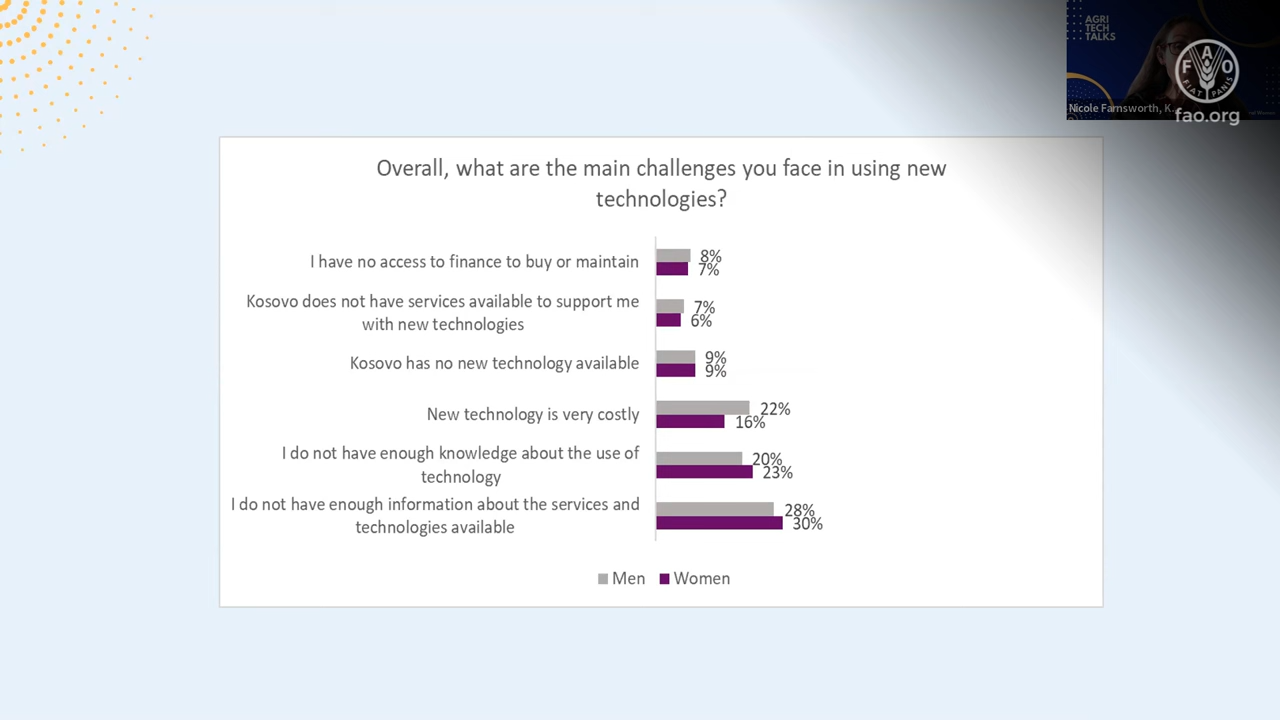 AGRI
TECH
TALKS
F A O
FIAT PANIS
Nicole Farnsworth, K...
fao.org
Overall, what are the main challenges you face in using new
technologies?
I have no access to finance to buy or maintain
8%
7%
Kosovo does not have services available to support me
with new technologies
7%
6%
Kosovo has no new technology available
9%
9%
New technology is very costly
22%
16%
I do not have enough knowledge about the use of
technology
20%
23%
I do not have enough information about the services and
technologies available
28%
30%
Men
Women